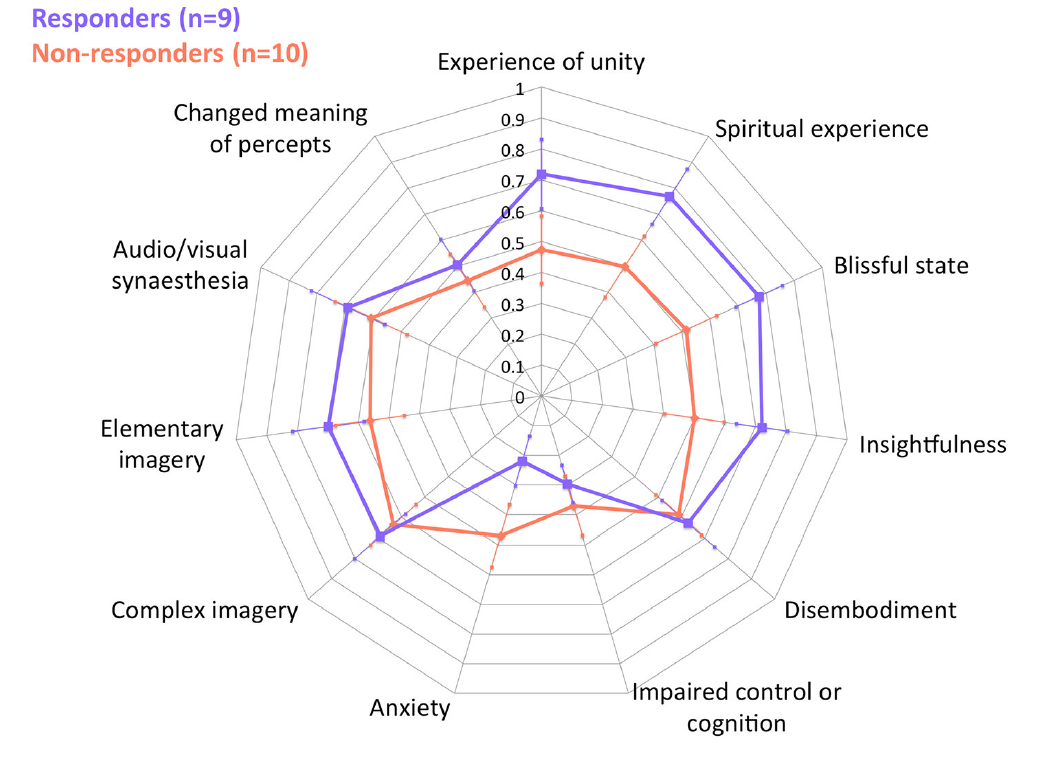 Responders (n=9)
Non-responders (n=10)
Experience of unity
Spiritual experience
Blissful state
Insightfulness
Disembodiment
Impaired control or
cognition
Anxiety
Complex imagery
Elementary
imagery
Audio/visual
synaesthesia
Changed meaning
of percepts
1
0.9
0.8
0.7
0.6
0.5
0.4
0.3
0.2
0.1
0